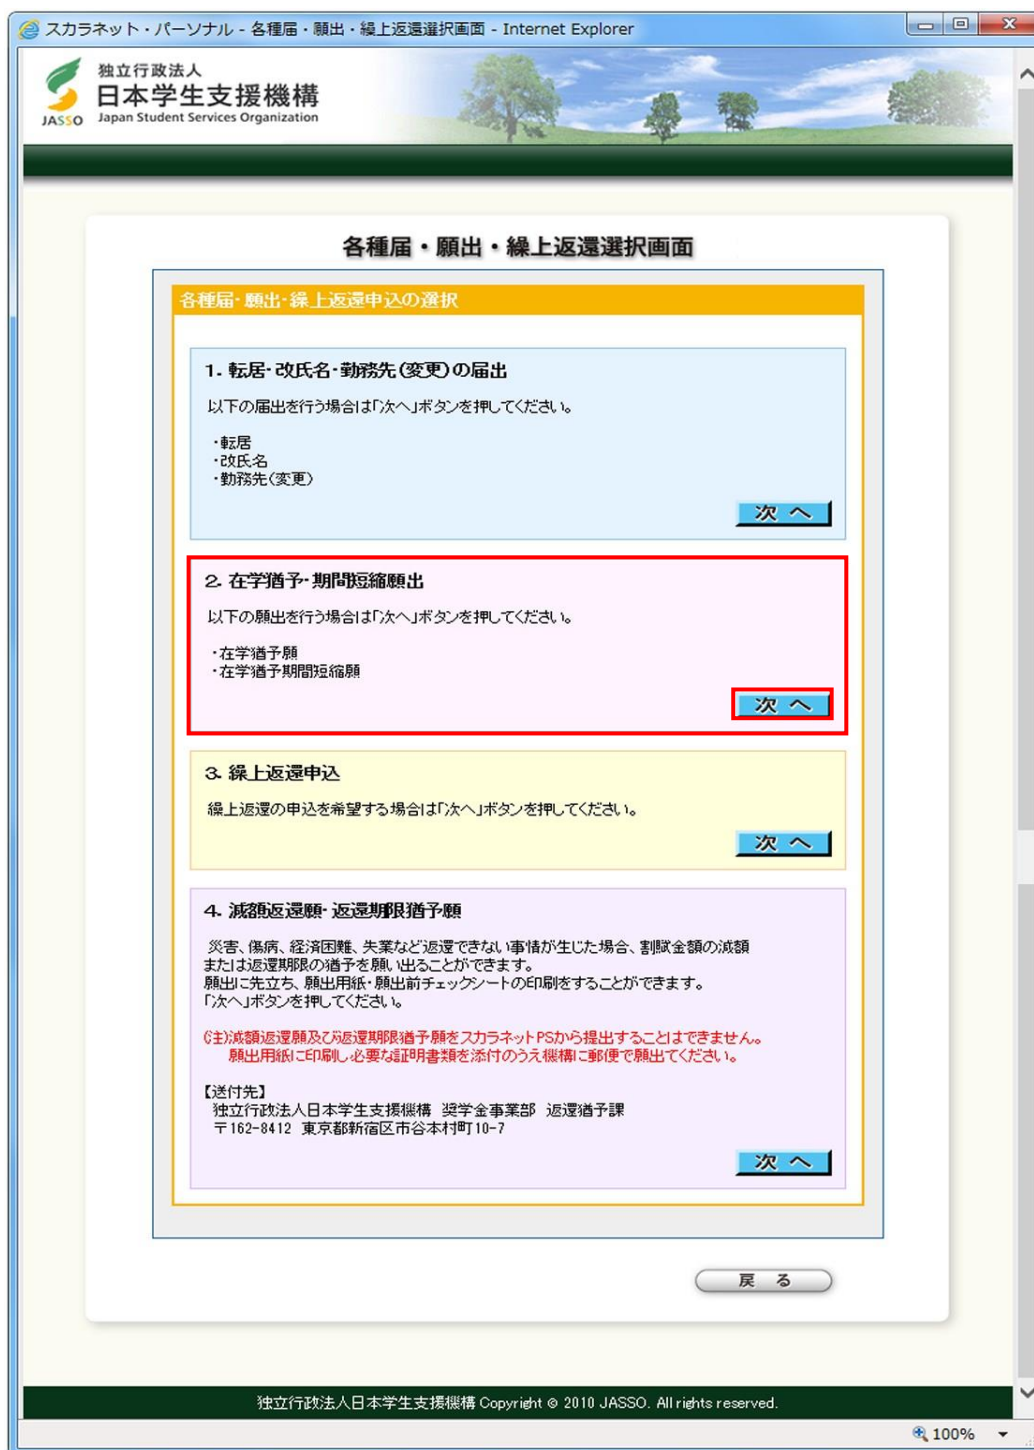 スカラネット・パーソナル - 各種届・願出・繰上返還選択画面 - Internet Explorer
独立行政法人
日本学生支援機構
JASSO Japan Student Services Organization
各種届・願出・繰上返還選択画面
各種届・願出・繰上返還申込の選択
1. 転居・改氏名・勤務先(変更)の届出
以下の届出を行う場合は「次へ」ボタンを押してください。
・転居
・改氏名
・勤務先(変更)
次 へ
2. 在学猶予・期間短縮願出
以下の願出を行う場合は「次へ」ボタンを押してください。
・在学猶予願
・在学猶予期間短縮願
次 へ
3. 繰上返還申込
繰上返還の申込を希望する場合は「次へ」ボタンを押してください。
次 へ
4. 減額返還願・返還期限猶予願
災害、傷病、経済困難、失業など返還できない事情が生じた場合、割賦金額の減額
または返還期限の猶予を願い出ることができます。
願出に先立ち、願出用紙・願出前チェックシートの印刷をすることができます。
「次へ」ボタンを押してください。
(注)減額返還願及び返還期限猶予願をスカラネットPSから提出することはできません。
願出用紙に印刷し必要な証明書類を添付のうえ機構に郵便で願出てください。
【送付先】
独立行政法人日本学生支援機構 奨学金事業部 返還猶予課
〒162-8412 東京都新宿区市谷本村町10-7
次 へ
戻 る
独立行政法人日本学生支援機構 Copyright © 2010 JASSO. All rights reserved.
100%